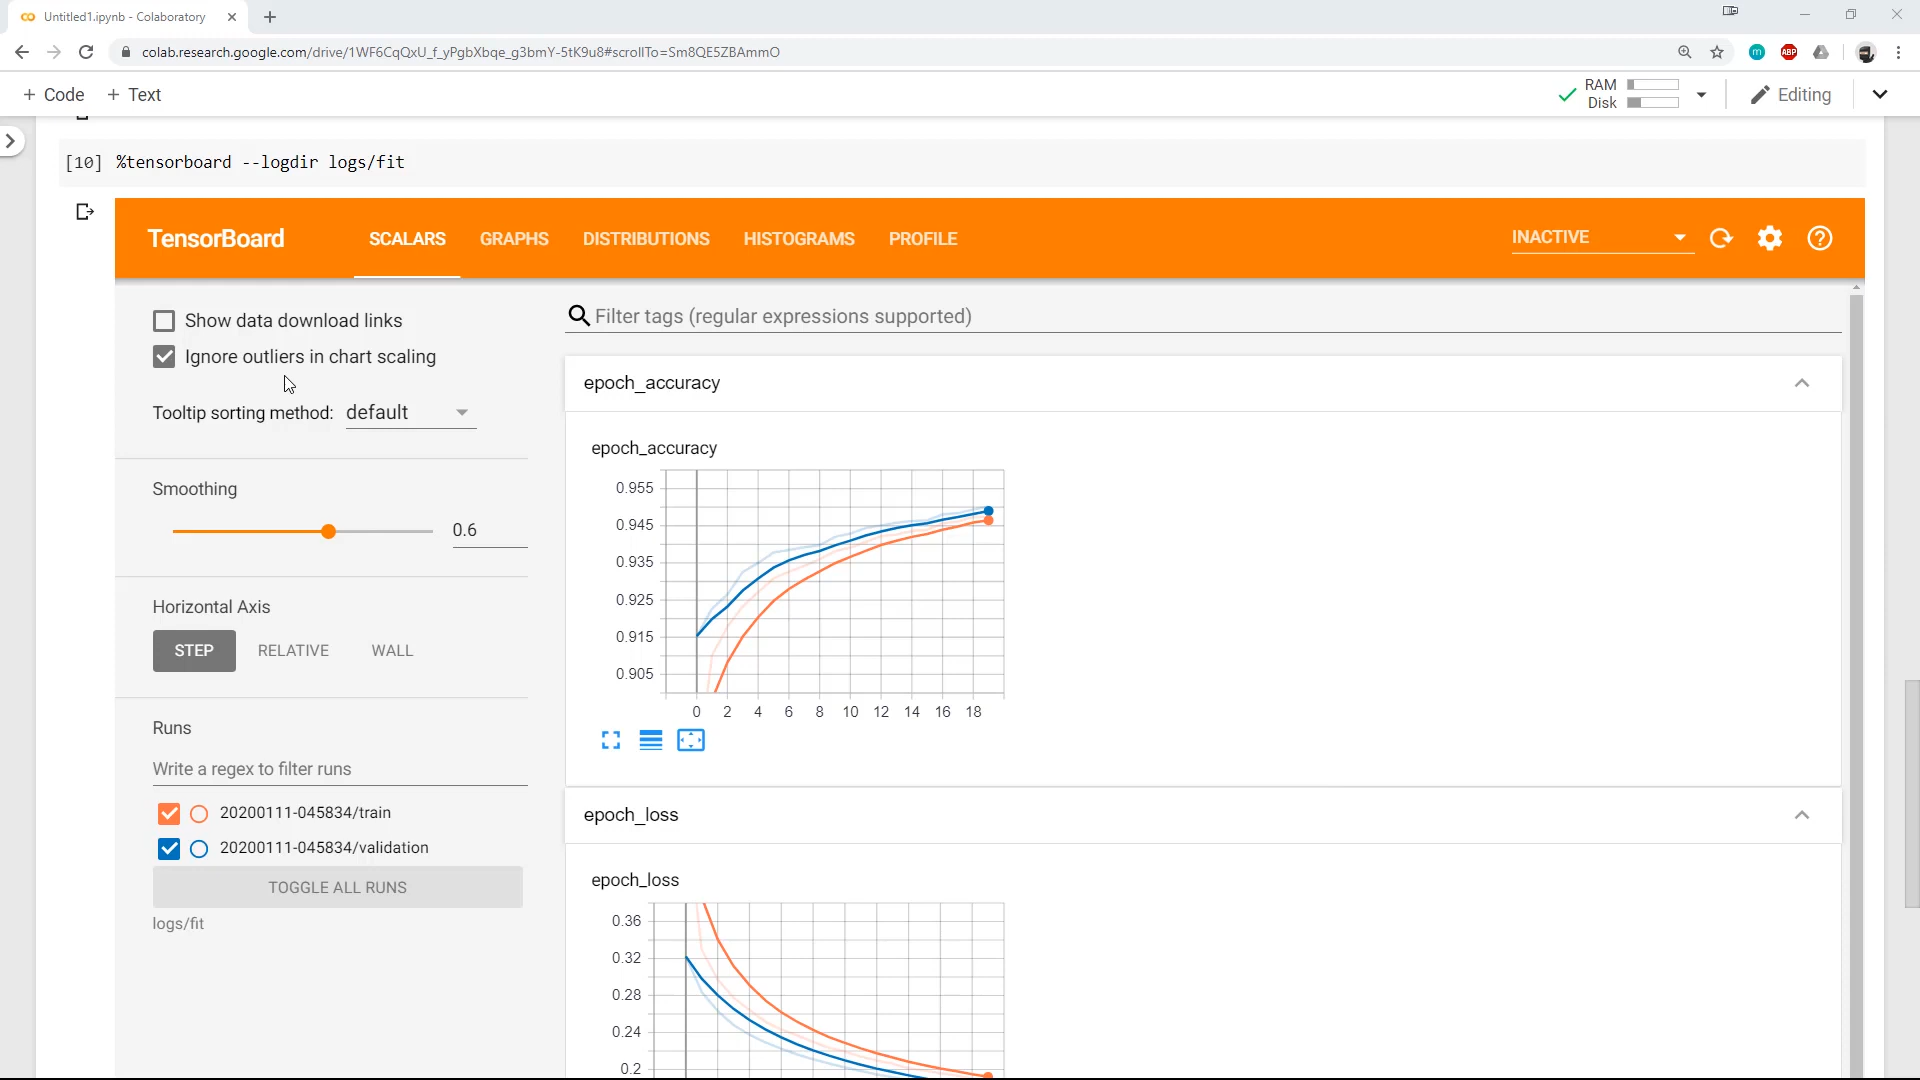 Untitled1.ipynb - Colaboratory
colab.research.google.com/drive/1WF6CqQxU_f_yPgbXbqe_g3bmY-5tK9u8#scrollTo=Sm8QE5ZBAmmO
m
ABP
+ Code + Text
RAM
Disk
Editing
[10] %tensorboard --logdir logs/fit
TensorBoard SCALARS GRAPHS DISTRIBUTIONS HISTOGRAMS PROFILE INACTIVE
Show data download links
Ignore outliers in chart scaling
Tooltip sorting method: default
Smoothing
0.6
Horizontal Axis
STEP RELATIVE WALL
Runs
Write a regex to filter runs
20200111-045834/train
20200111-045834/validation
TOGGLE ALL RUNS
logs/fit
Filter tags (regular expressions supported)
epoch_accuracy
epoch_accuracy
0.955
0.945
0.935
0.925
0.915
0.905
0 2 4 6 8 10 12 14 16 18
epoch_loss
epoch_loss
0.36
0.32
0.28
0.24
0.2